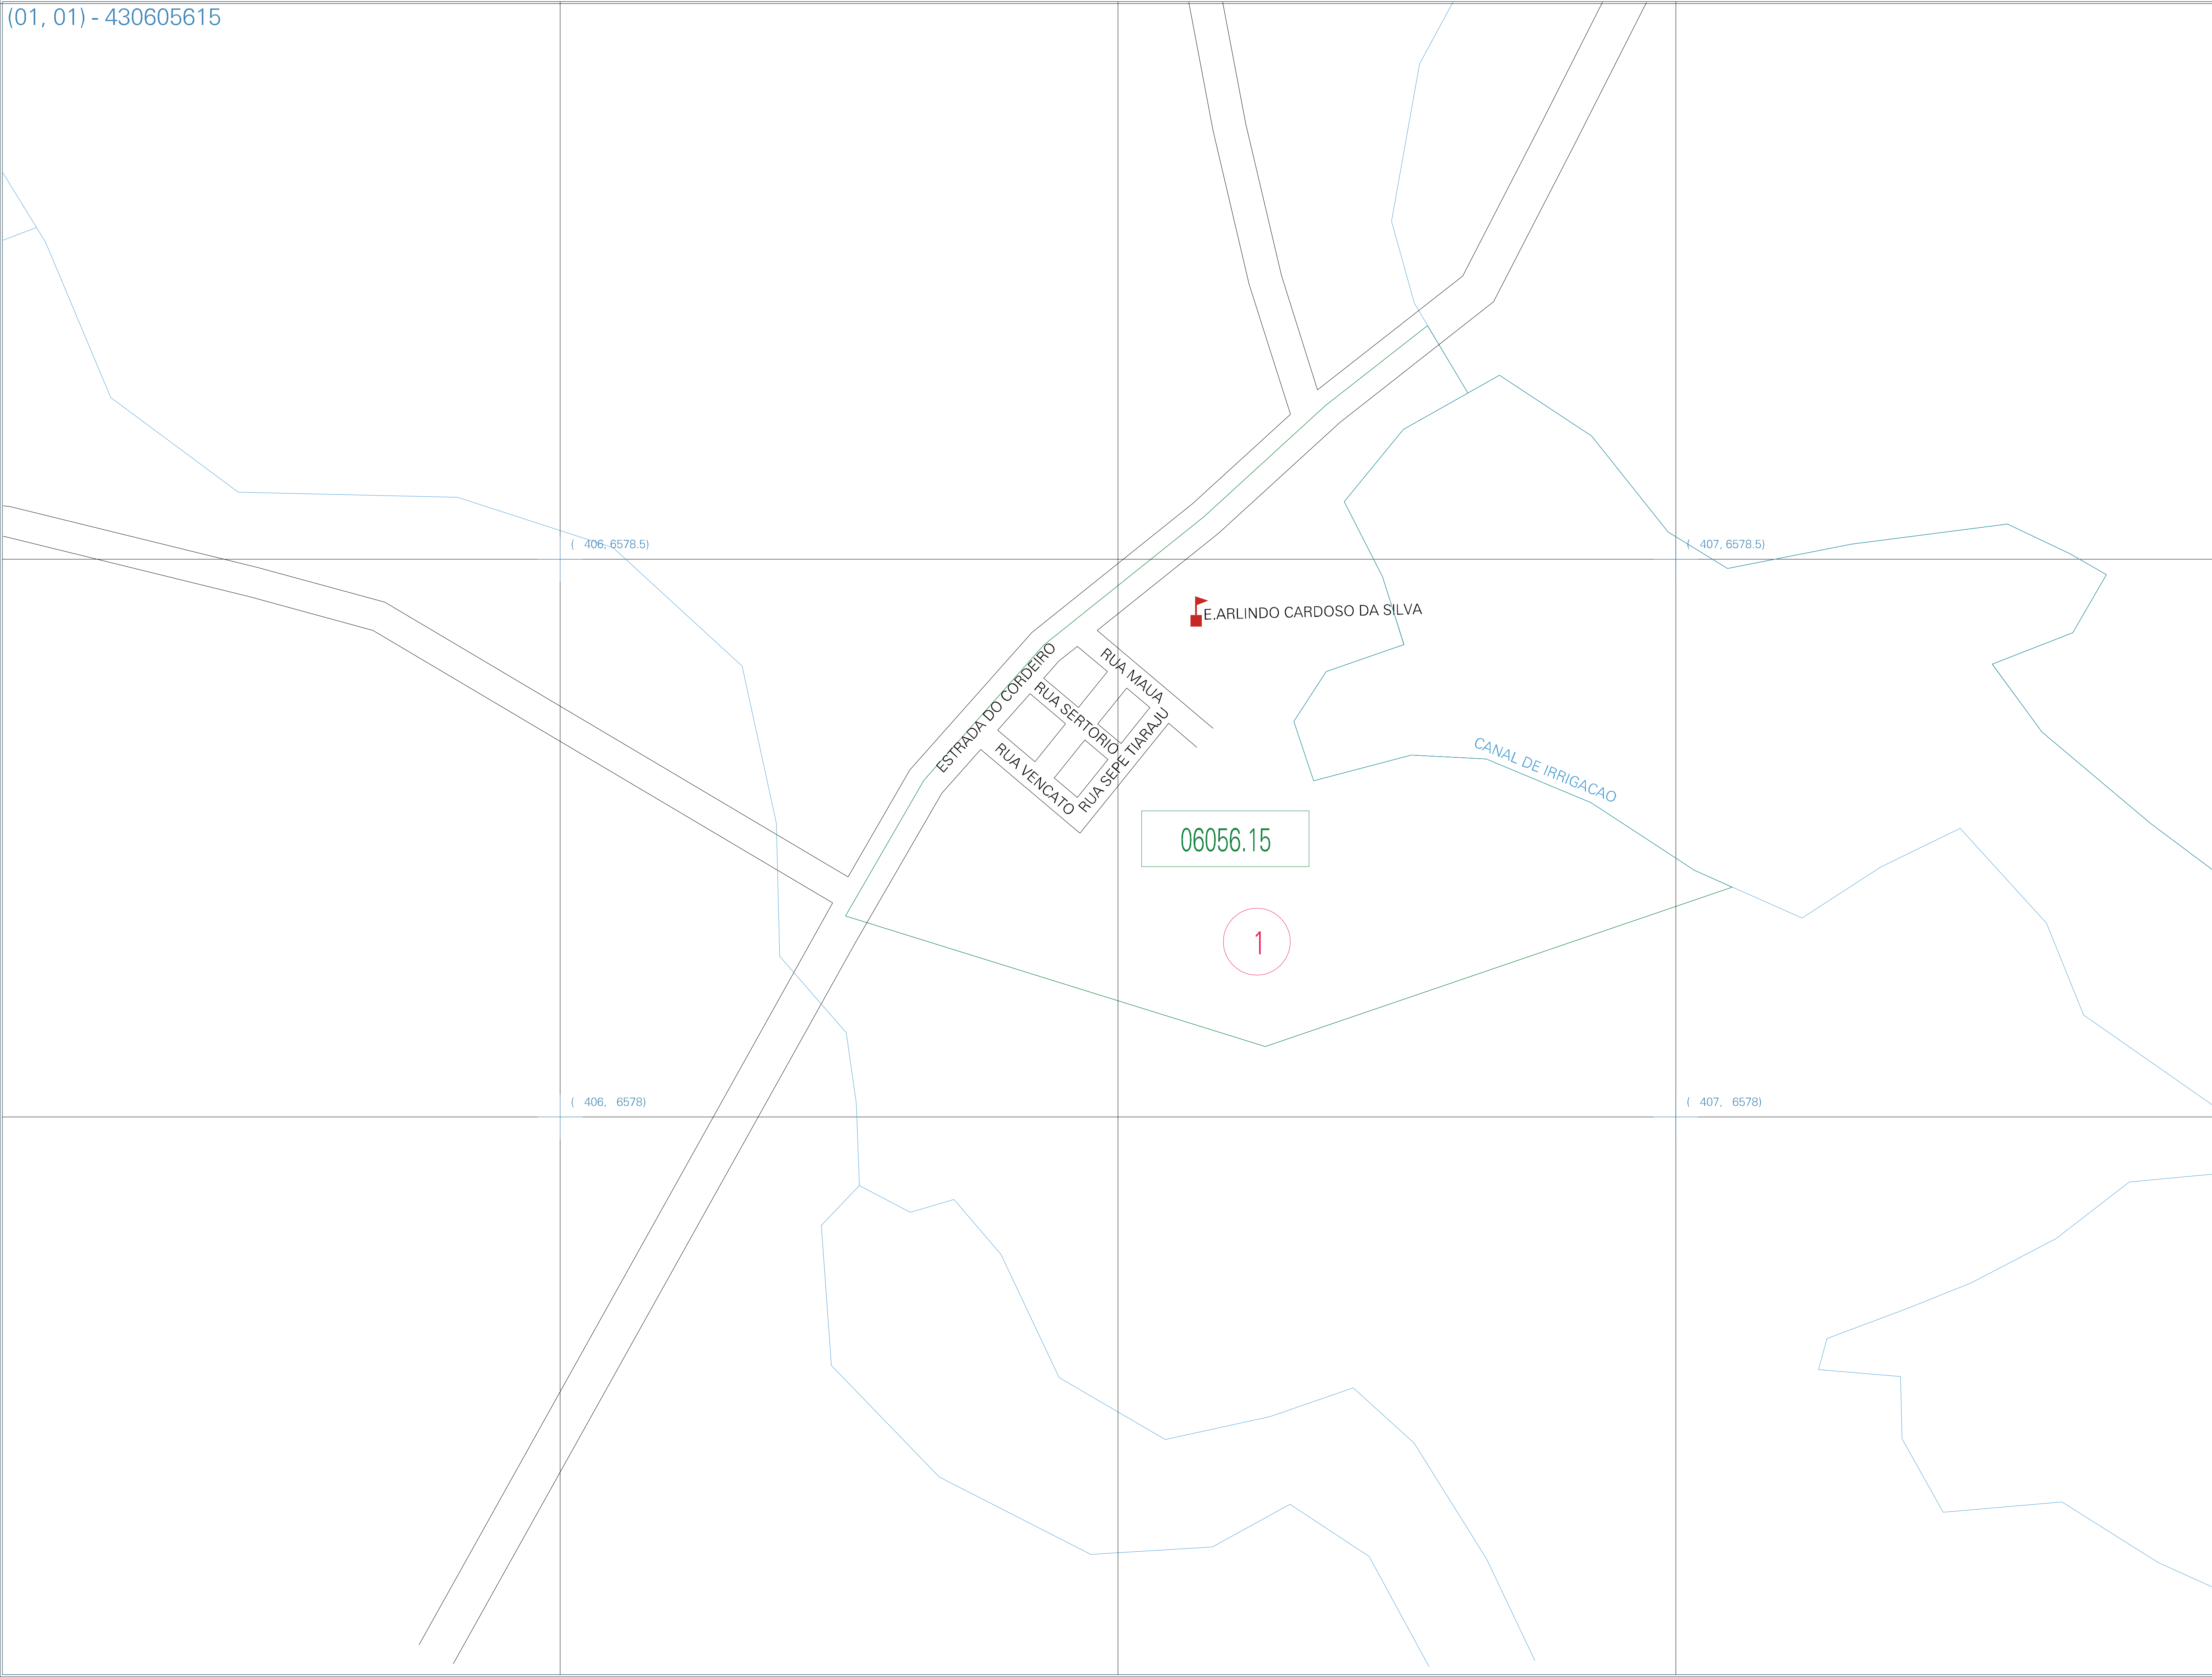 (01, 01) - 430605615
( 406, 6578.5)
( 407, 6578.5)
E.ARLINDO CARDOSO DA SILVA
ESTRADA DO CORDEIRO
RUA MAUA
RUA SERTORIO
RUA SEPE TIARAJU
RUA VENCATO
CANAL DE IRRIGACAO
06056.15
1
( 406, 6578)
( 407, 6578)